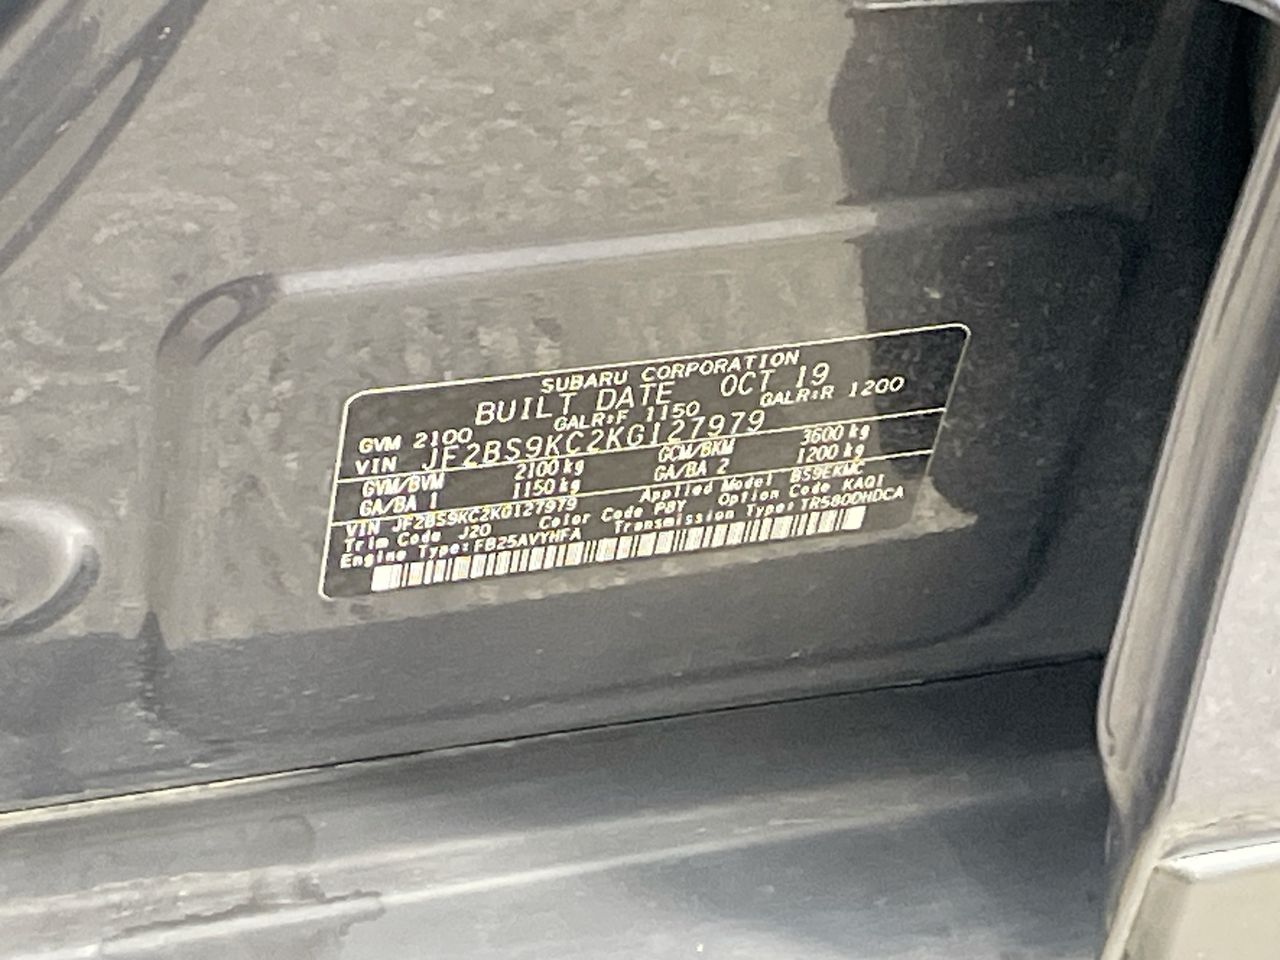 SUBARU CORPORATION
BUILT DATE OCT 19
GVM 2100 GALR:F 1150 GALR:R 1200
VIN JF2BS9KC2KG127979
GVM/BVM 2100 kg GCM/BKM 3600 kg
GA/BA 1 1150 kg GA/BA 2 1200 kg
VIN JF2BS9KC2KG127979 Applied Model BS9EKMC
Trim Code J20 Color Code P8Y Option Code KAQI
Engine Type: FB25AVYHFA Transmission Type: TR580DHDCA